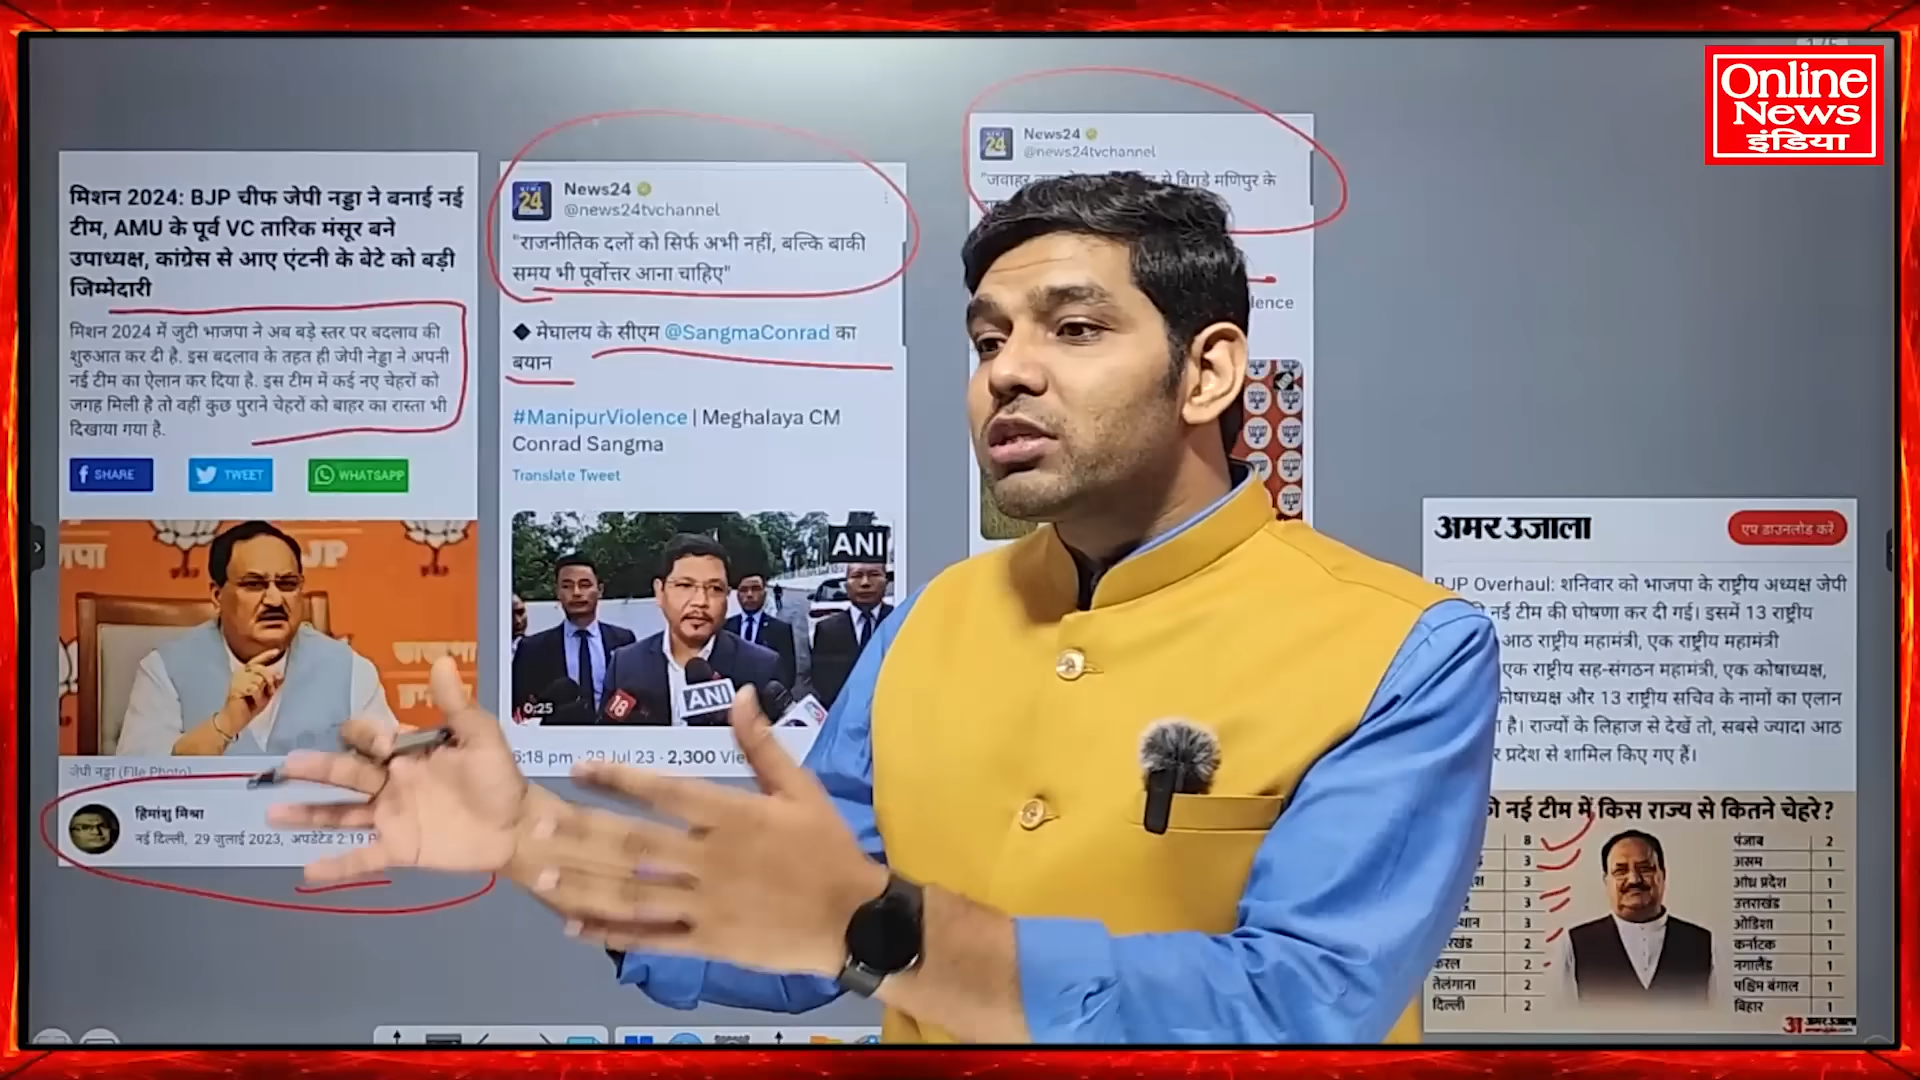 Online
News
इंडिया
मिशन 2024: BJP चीफ जेपी नड्डा ने बनाई नई
टीम, AMU के पूर्व VC तारिक मंसूर बने
उपाध्यक्ष, कांग्रेस से आए एंटनी के बेटे को बड़ी
जिम्मेदारी
मिशन 2024 में जुटी भाजपा ने अब बड़े स्तर पर बदलाव की
शुरुआत कर दी है. इस बदलाव के तहत ही जेपी नेड्डा ने अपनी
नई टीम का ऐलान कर दिया है. इस टीम में कई नए चेहरों को
जगह मिली है तो वहीं कुछ पुराने चेहरों को बाहर का रास्ता भी
दिखाया गया है.
SHARE
TWEET
WHATSAPP
BJP
जेपी नड्डा (File Photo)
हिमांशु मिश्रा
नई दिल्ली, 29 जुलाई 2023, अपडेटेड 2:19
24
News24
@news24tvchannel
"राजनीतिक दलों को सिर्फ अभी नहीं, बल्कि बाकी
समय भी पूर्वोत्तर आना चाहिए"
◆ मेघालय के सीएम @SangmaConrad का
बयान
#ManipurViolence | Meghalaya CM
Conrad Sangma
Translate Tweet
ANI
18
ANI
0:25
5:18 pm · 29 Jul 23 · 2,300
24
News24
@news24tvchannel
से बिगड़े मणिपुर के
lence
अमर उजाला
एप डाउनलोड करें
BJP Overhaul: शनिवार को भाजपा के राष्ट्रीय अध्यक्ष जेपी
नई टीम की घोषणा कर दी गई। इसमें 13 राष्ट्रीय
आठ राष्ट्रीय महामंत्री, एक राष्ट्रीय महामंत्री
एक राष्ट्रीय सह-संगठन महामंत्री, एक कोषाध्यक्ष,
कोषाध्यक्ष और 13 राष्ट्रीय सचिव के नामों का एलान
है। राज्यों के लिहाज से देखें तो, सबसे ज्यादा आठ
प्रदेश से शामिल किए गए हैं।
की नई टीम में किस राज्य से कितने चेहरे?
8
3
3
3
3
2
केरल 2
तेलंगाना 2
दिल्ली 2
पंजाब 2
असम 1
आंध्र प्रदेश 1
उत्तराखंड 1
ओडिशा 1
कर्नाटक 1
नगालैंड 1
पश्चिम बंगाल 1
बिहार 1